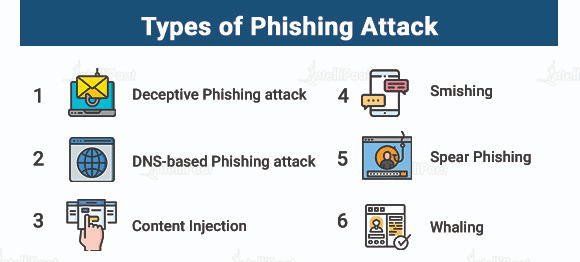 Types of Phishing Attack
1 Deceptive Phishing attack
2 DNS-based Phishing attack
3 Content Injection
4 Smishing
5 Spear Phishing
6 Whaling